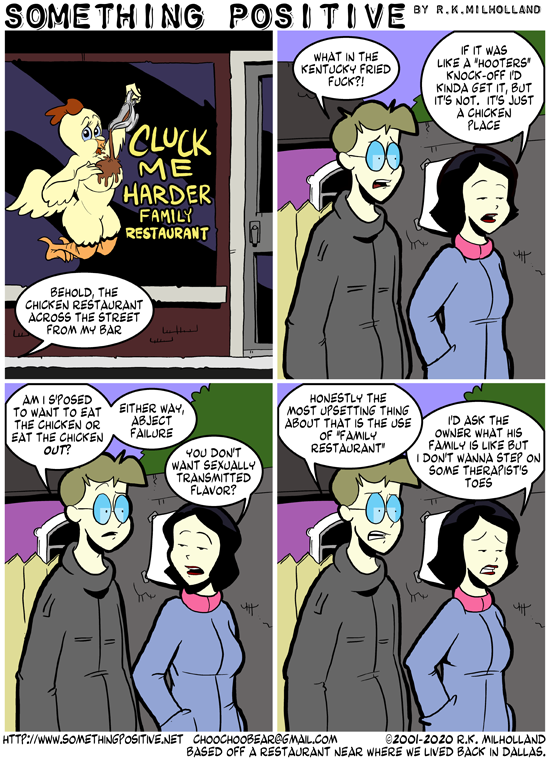 SOMETHING POSITIVE BY R.K.MILHOLLAND
CLUCK
ME
HARDER
FAMILY
RESTAURANT
BEHOLD, THE
CHICKEN RESTAURANT
ACROSS THE STREET
FROM MY BAR
WHAT IN THE
KENTUCKY FRIED
FUCK?!
IF IT WAS
LIKE A "HOOTERS"
KNOCK-OFF I'D
KINDA GET IT, BUT
IT'S NOT. IT'S JUST
A CHICKEN
PLACE
AM I S'POSED
TO WANT TO EAT
THE CHICKEN OR
EAT THE CHICKEN
OUT?
EITHER WAY,
ABJECT
FAILURE
YOU DON'T
WANT SEXUALLY
TRANSMITTED
FLAVOR?
HONESTLY THE
MOST UPSETTING THING
ABOUT THAT IS THE USE
OF "FAMILY
RESTAURANT"
I'D ASK THE
OWNER WHAT HIS
FAMILY IS LIKE BUT
I DON'T WANNA STEP ON
SOME THERAPIST'S
TOES
HTTP://WWW.SOMETHINGPOSITIVE.NET CHOOCHOOBEAR@GMAIL.COM ©2001-2020 R.K. MILHOLLAND
BASED OFF A RESTAURANT NEAR WHERE WE LIVED BACK IN DALLAS.